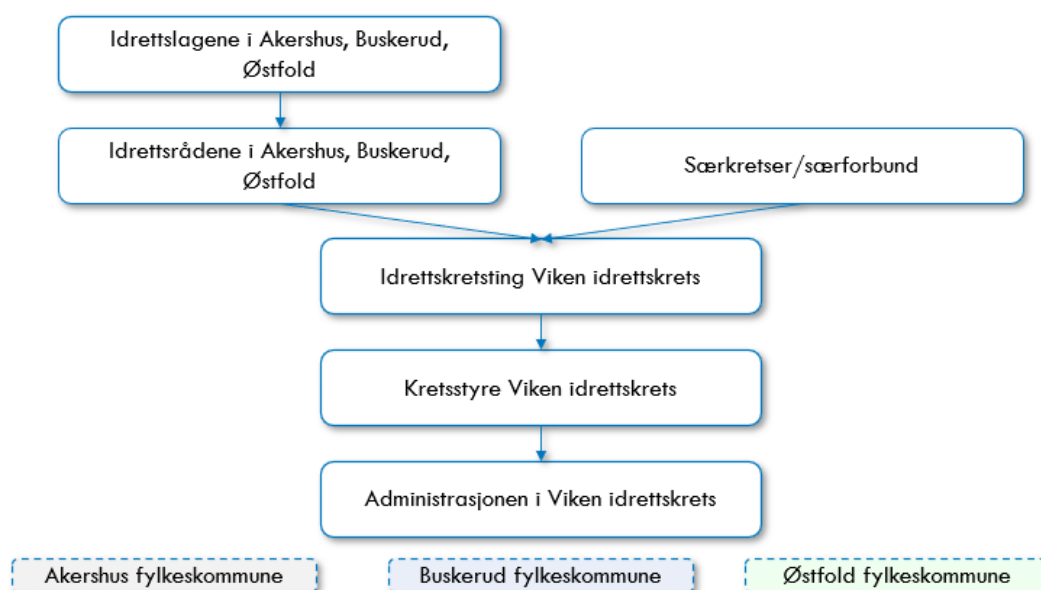 Idrettslagene i Akershus, Buskerud,
Østfold
Idrettsrådene i Akershus, Buskerud,
Østfold
Særkretser/særforbund
Idrettskretsting Viken idrettskrets
Kretsstyre Viken idrettskrets
Administrasjonen i Viken idrettskrets
Akershus fylkeskommune
Buskerud fylkeskommune
Østfold fylkeskommune